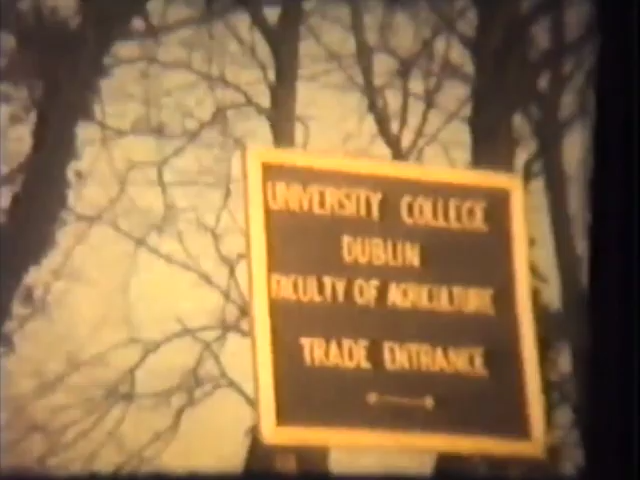 UNIVERSITY COLLEGE
DUBLIN
FACULTY OF AGRICULTURE
TRADE ENTRANCE